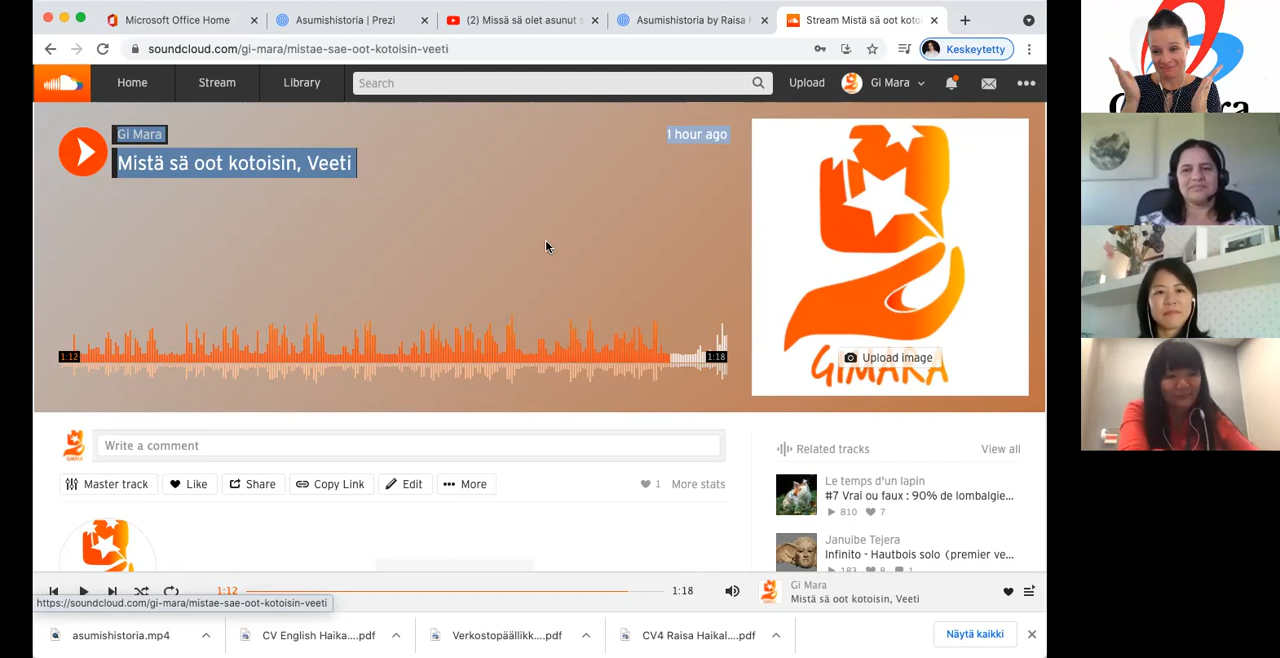 Microsoft Office Home
Asumishistoria | Prezi
(2) Missä sä olet asunut s
Asumishistoria by Raisa H
Stream Mistä sä oot koto
soundcloud.com/gi-mara/mistae-sae-oot-kotoisin-veeti
Keskeytetty
Home
Stream
Library
Search
Upload
Gi Mara
Gi Mara
1 hour ago
Mistä sä oot kotoisin, Veeti
1:12
1:18
Upload image
GIMARA
Write a comment
Master track
Like
Share
Copy Link
Edit
More
1
More stats
Related tracks
View all
Le temps d'un lapin
#7 Vrai ou faux : 90% de lombalgie...
810
7
Januibe Tejera
Infinito - Hautbois solo (premier ve...
1:12
1:18
Gi Mara
Mistä sä oot kotoisin, Veeti
https://soundcloud.com/gi-mara/mistae-sae-oot-kotoisin-veeti
asumishistoria.mp4
CV English Haika....pdf
Verkostopäällikk....pdf
CV4 Raisa Haikal....pdf
Näytä kaikki